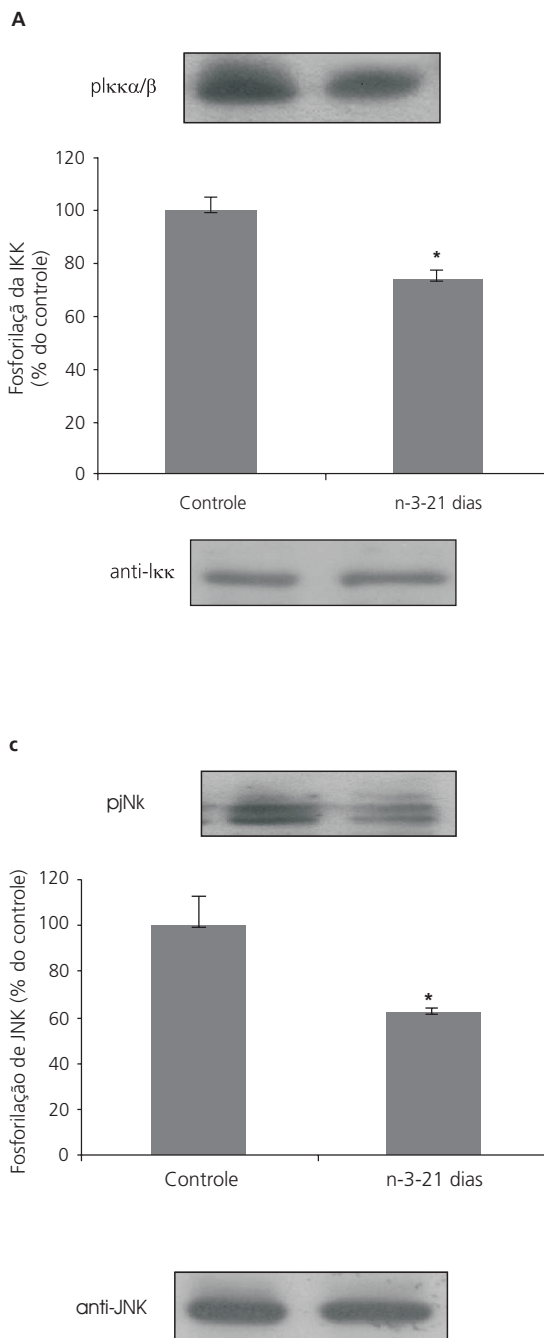 A
pIκκα/β
120
100
80
60
40
20
0
Fosforilaçã da IKK
(% do controle)
*
Controle n-3-21 dias
anti-Iκκ
c
pjNk
120
100
80
60
40
20
0
Fosforilação de JNK (% do controle)
*
Controle n-3-21 dias
anti-JNK